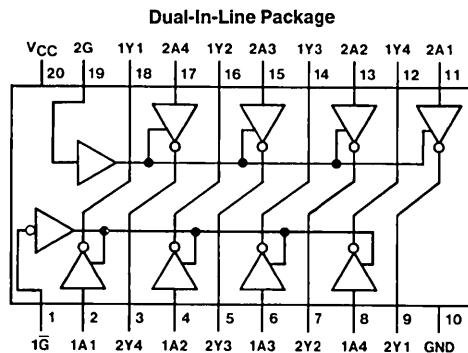 Dual-In-Line Package
VCC 2G 1Y1 2A4 1Y2 2A3 1Y3 2A2 1Y4 2A1
20 19 18 17 16 15 14 13 12 11
1 2 3 4 5 6 7 8 9 10
1G̅ 1A1 2Y4 1A2 2Y3 1A3 2Y2 1A4 2Y1 GND